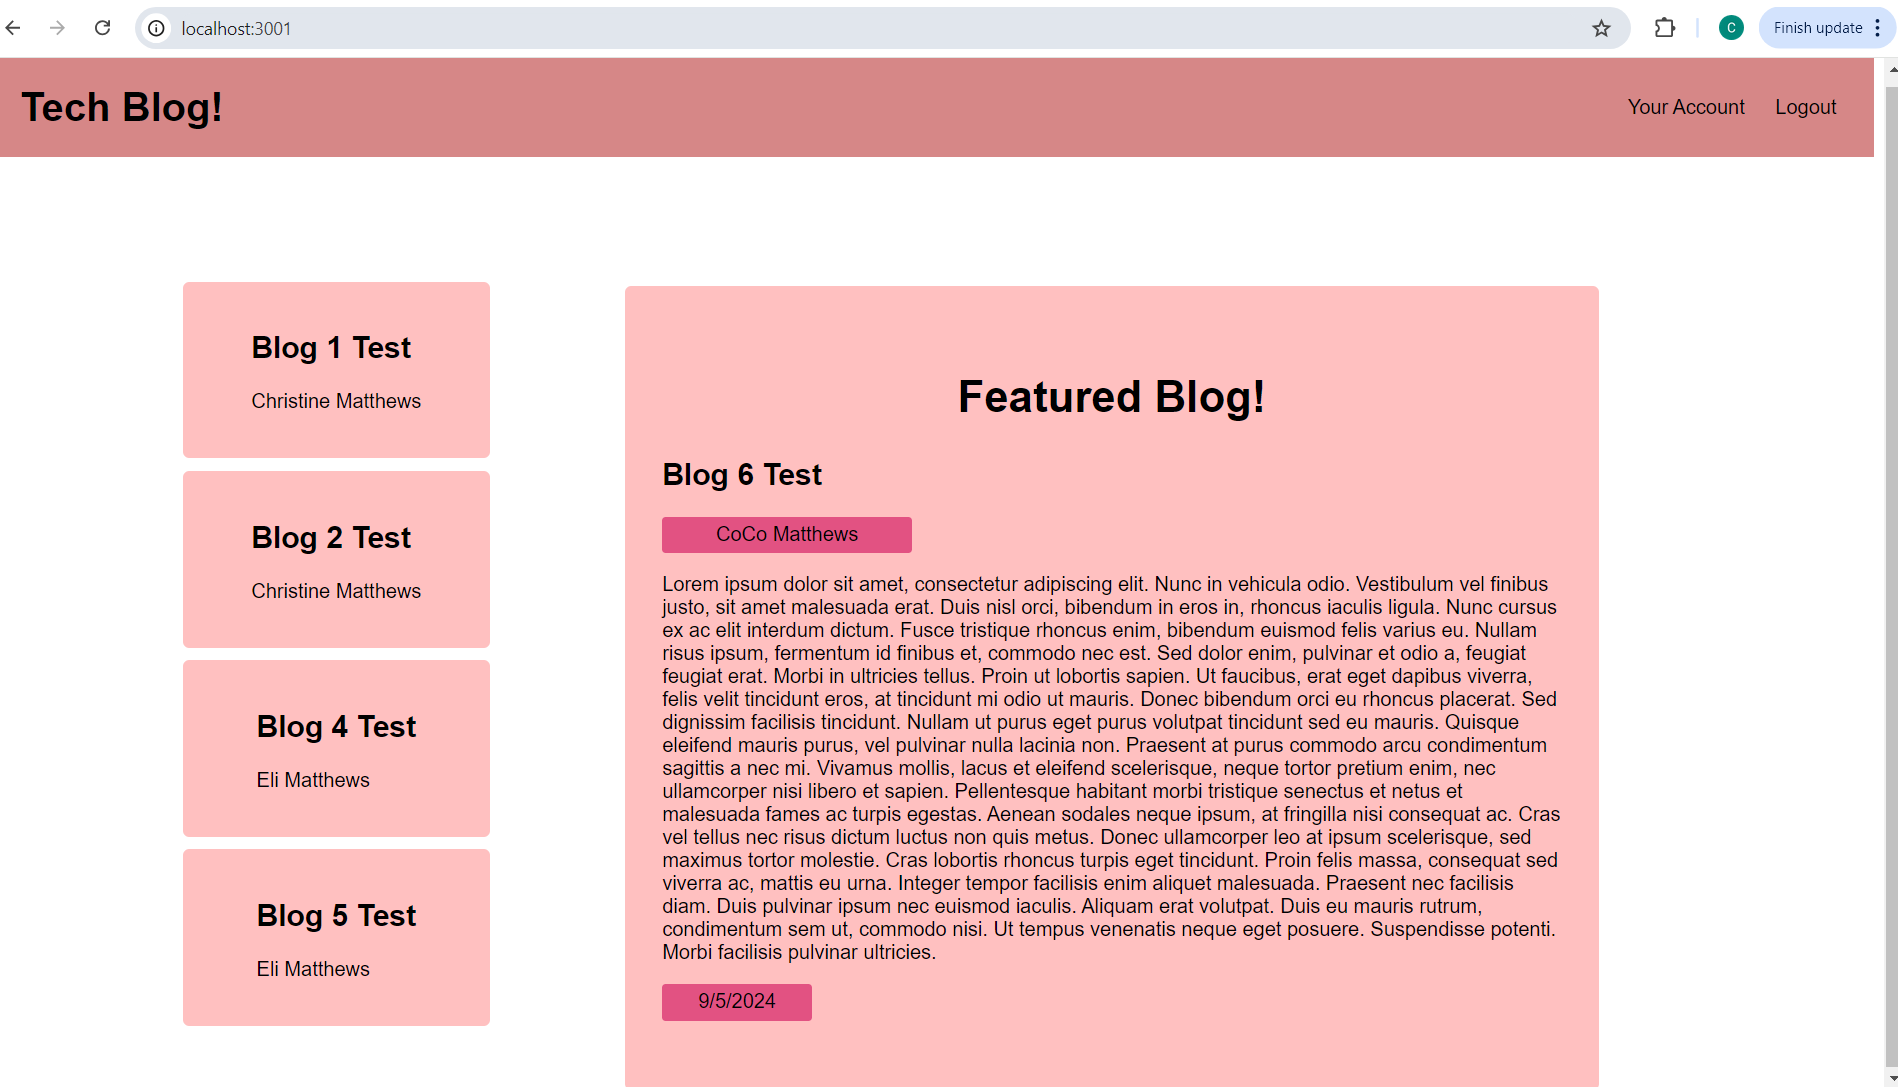 localhost:3001
C
Finish update
Tech Blog!
Your Account
Logout
Blog 1 Test
Christine Matthews
Blog 2 Test
Christine Matthews
Blog 4 Test
Eli Matthews
Blog 5 Test
Eli Matthews
Featured Blog!
Blog 6 Test
CoCo Matthews
Lorem ipsum dolor sit amet, consectetur adipiscing elit. Nunc in vehicula odio. Vestibulum vel finibus
justo, sit amet malesuada erat. Duis nisl orci, bibendum in eros in, rhoncus iaculis ligula. Nunc cursus
ex ac elit interdum dictum. Fusce tristique rhoncus enim, bibendum euismod felis varius eu. Nullam
risus ipsum, fermentum id finibus et, commodo nec est. Sed dolor enim, pulvinar et odio a, feugiat
feugiat erat. Morbi in ultricies tellus. Proin ut lobortis sapien. Ut faucibus, erat eget dapibus viverra,
felis velit tincidunt eros, at tincidunt mi odio ut mauris. Donec bibendum orci eu rhoncus placerat. Sed
dignissim facilisis tincidunt. Nullam ut purus eget purus volutpat tincidunt sed eu mauris. Quisque
eleifend mauris purus, vel pulvinar nulla lacinia non. Praesent at purus commodo arcu condimentum
sagittis a nec mi. Vivamus mollis, lacus et eleifend scelerisque, neque tortor pretium enim, nec
ullamcorper nisi libero et sapien. Pellentesque habitant morbi tristique senectus et netus et
malesuada fames ac turpis egestas. Aenean sodales neque ipsum, at fringilla nisi consequat ac. Cras
vel tellus nec risus dictum luctus non quis metus. Donec ullamcorper leo at ipsum scelerisque, sed
maximus tortor molestie. Cras lobortis rhoncus turpis eget tincidunt. Proin felis massa, consequat sed
viverra ac, mattis eu urna. Integer tempor facilisis enim aliquet malesuada. Praesent nec facilisis
diam. Duis pulvinar ipsum nec euismod iaculis. Aliquam erat volutpat. Duis eu mauris rutrum,
condimentum sem ut, commodo nisi. Ut tempus venenatis neque eget posuere. Suspendisse potenti.
Morbi facilisis pulvinar ultricies.
9/5/2024